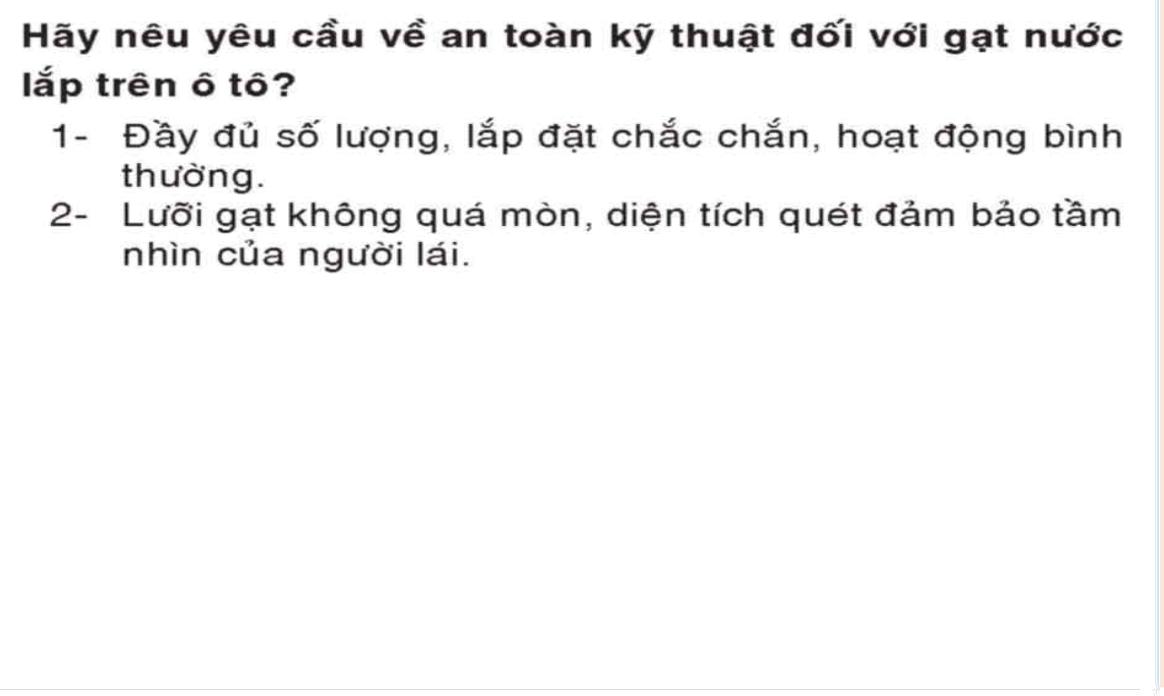 Hãy nêu yêu cầu về an toàn kỹ thuật đối với gạt nước
lắp trên ô tô?
1- Đầy đủ số lượng, lắp đặt chắc chắn, hoạt động bình
thường.
2- Lưỡi gạt không quá mòn, diện tích quét đảm bảo tầm
nhìn của người lái.